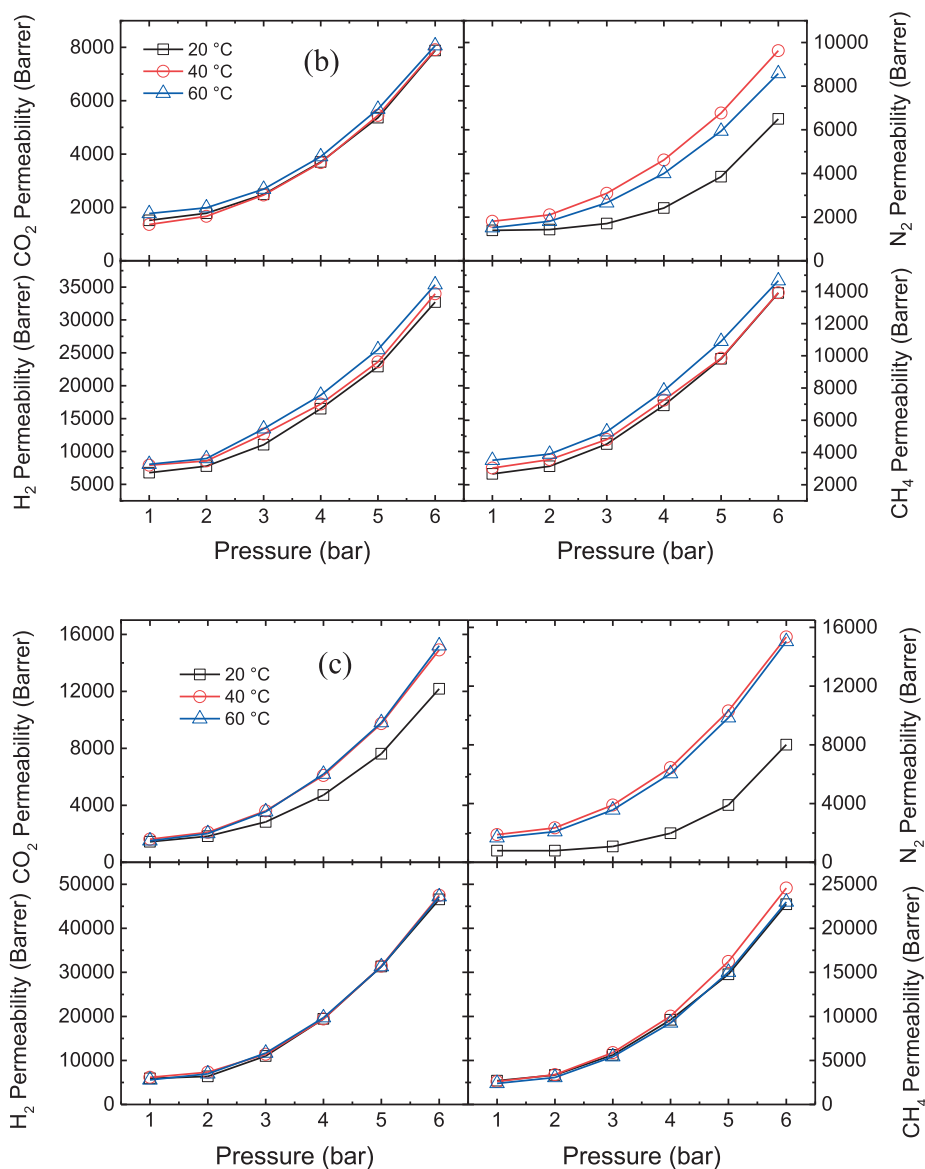 (b)
20 °C
40 °C
60 °C
CO2 Permeability (Barrer)
8000
6000
4000
2000
0
N2 Permeability (Barrer)
10000
8000
6000
4000
2000
0
H2 Permeability (Barrer)
35000
30000
25000
20000
15000
10000
5000
CH4 Permeability (Barrer)
14000
12000
10000
8000
6000
4000
2000
1 2 3 4 5 6
1 2 3 4 5 6
Pressure (bar)
Pressure (bar)
(c)
20 °C
40 °C
60 °C
CO2 Permeability (Barrer)
16000
12000
8000
4000
0
N2 Permeability (Barrer)
16000
12000
8000
4000
0
H2 Permeability (Barrer)
50000
40000
30000
20000
10000
0
CH4 Permeability (Barrer)
25000
20000
15000
10000
5000
0
1 2 3 4 5 6
1 2 3 4 5 6
Pressure (bar)
Pressure (bar)